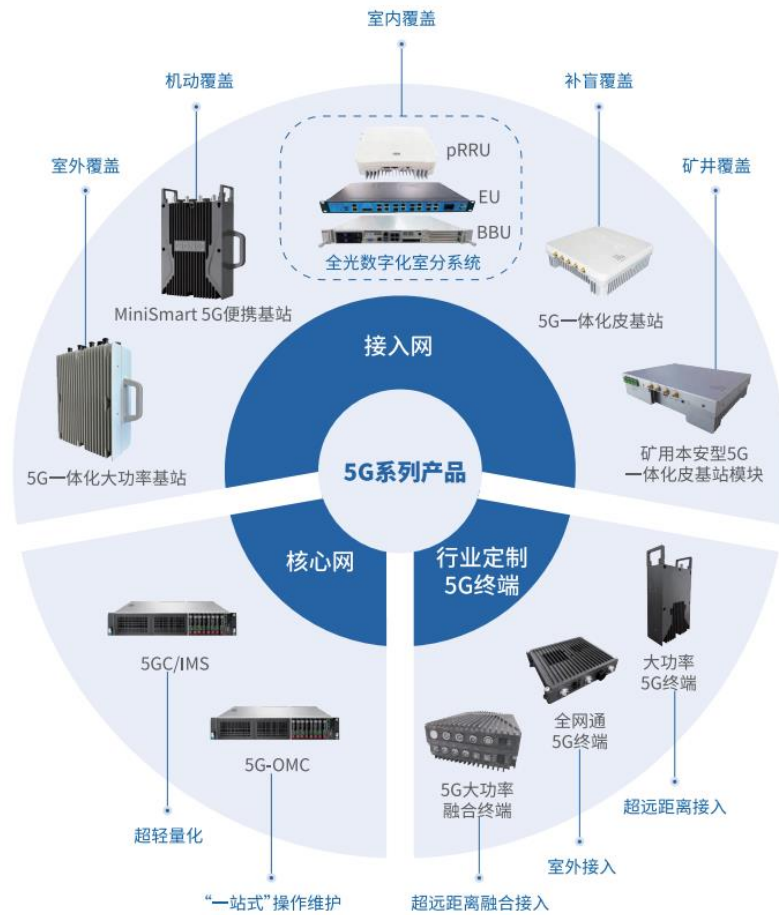 室内覆盖
机动覆盖
补盲覆盖
室外覆盖
矿井覆盖
pRRU
EU
BBU
全光数字化室分系统
MiniSmart 5G便携基站
5G一体化皮基站
5G一体化大功率基站
矿用本安型5G
一体化皮基站模块
接入网
5G系列产品
核心网
行业定制
5G终端
5GC/IMS
5G-OMC
大功率
5G终端
全网通
5G终端
5G大功率
融合终端
超轻量化
“一站式”操作维护
超远距离接入
室外接入
超远距离融合接入